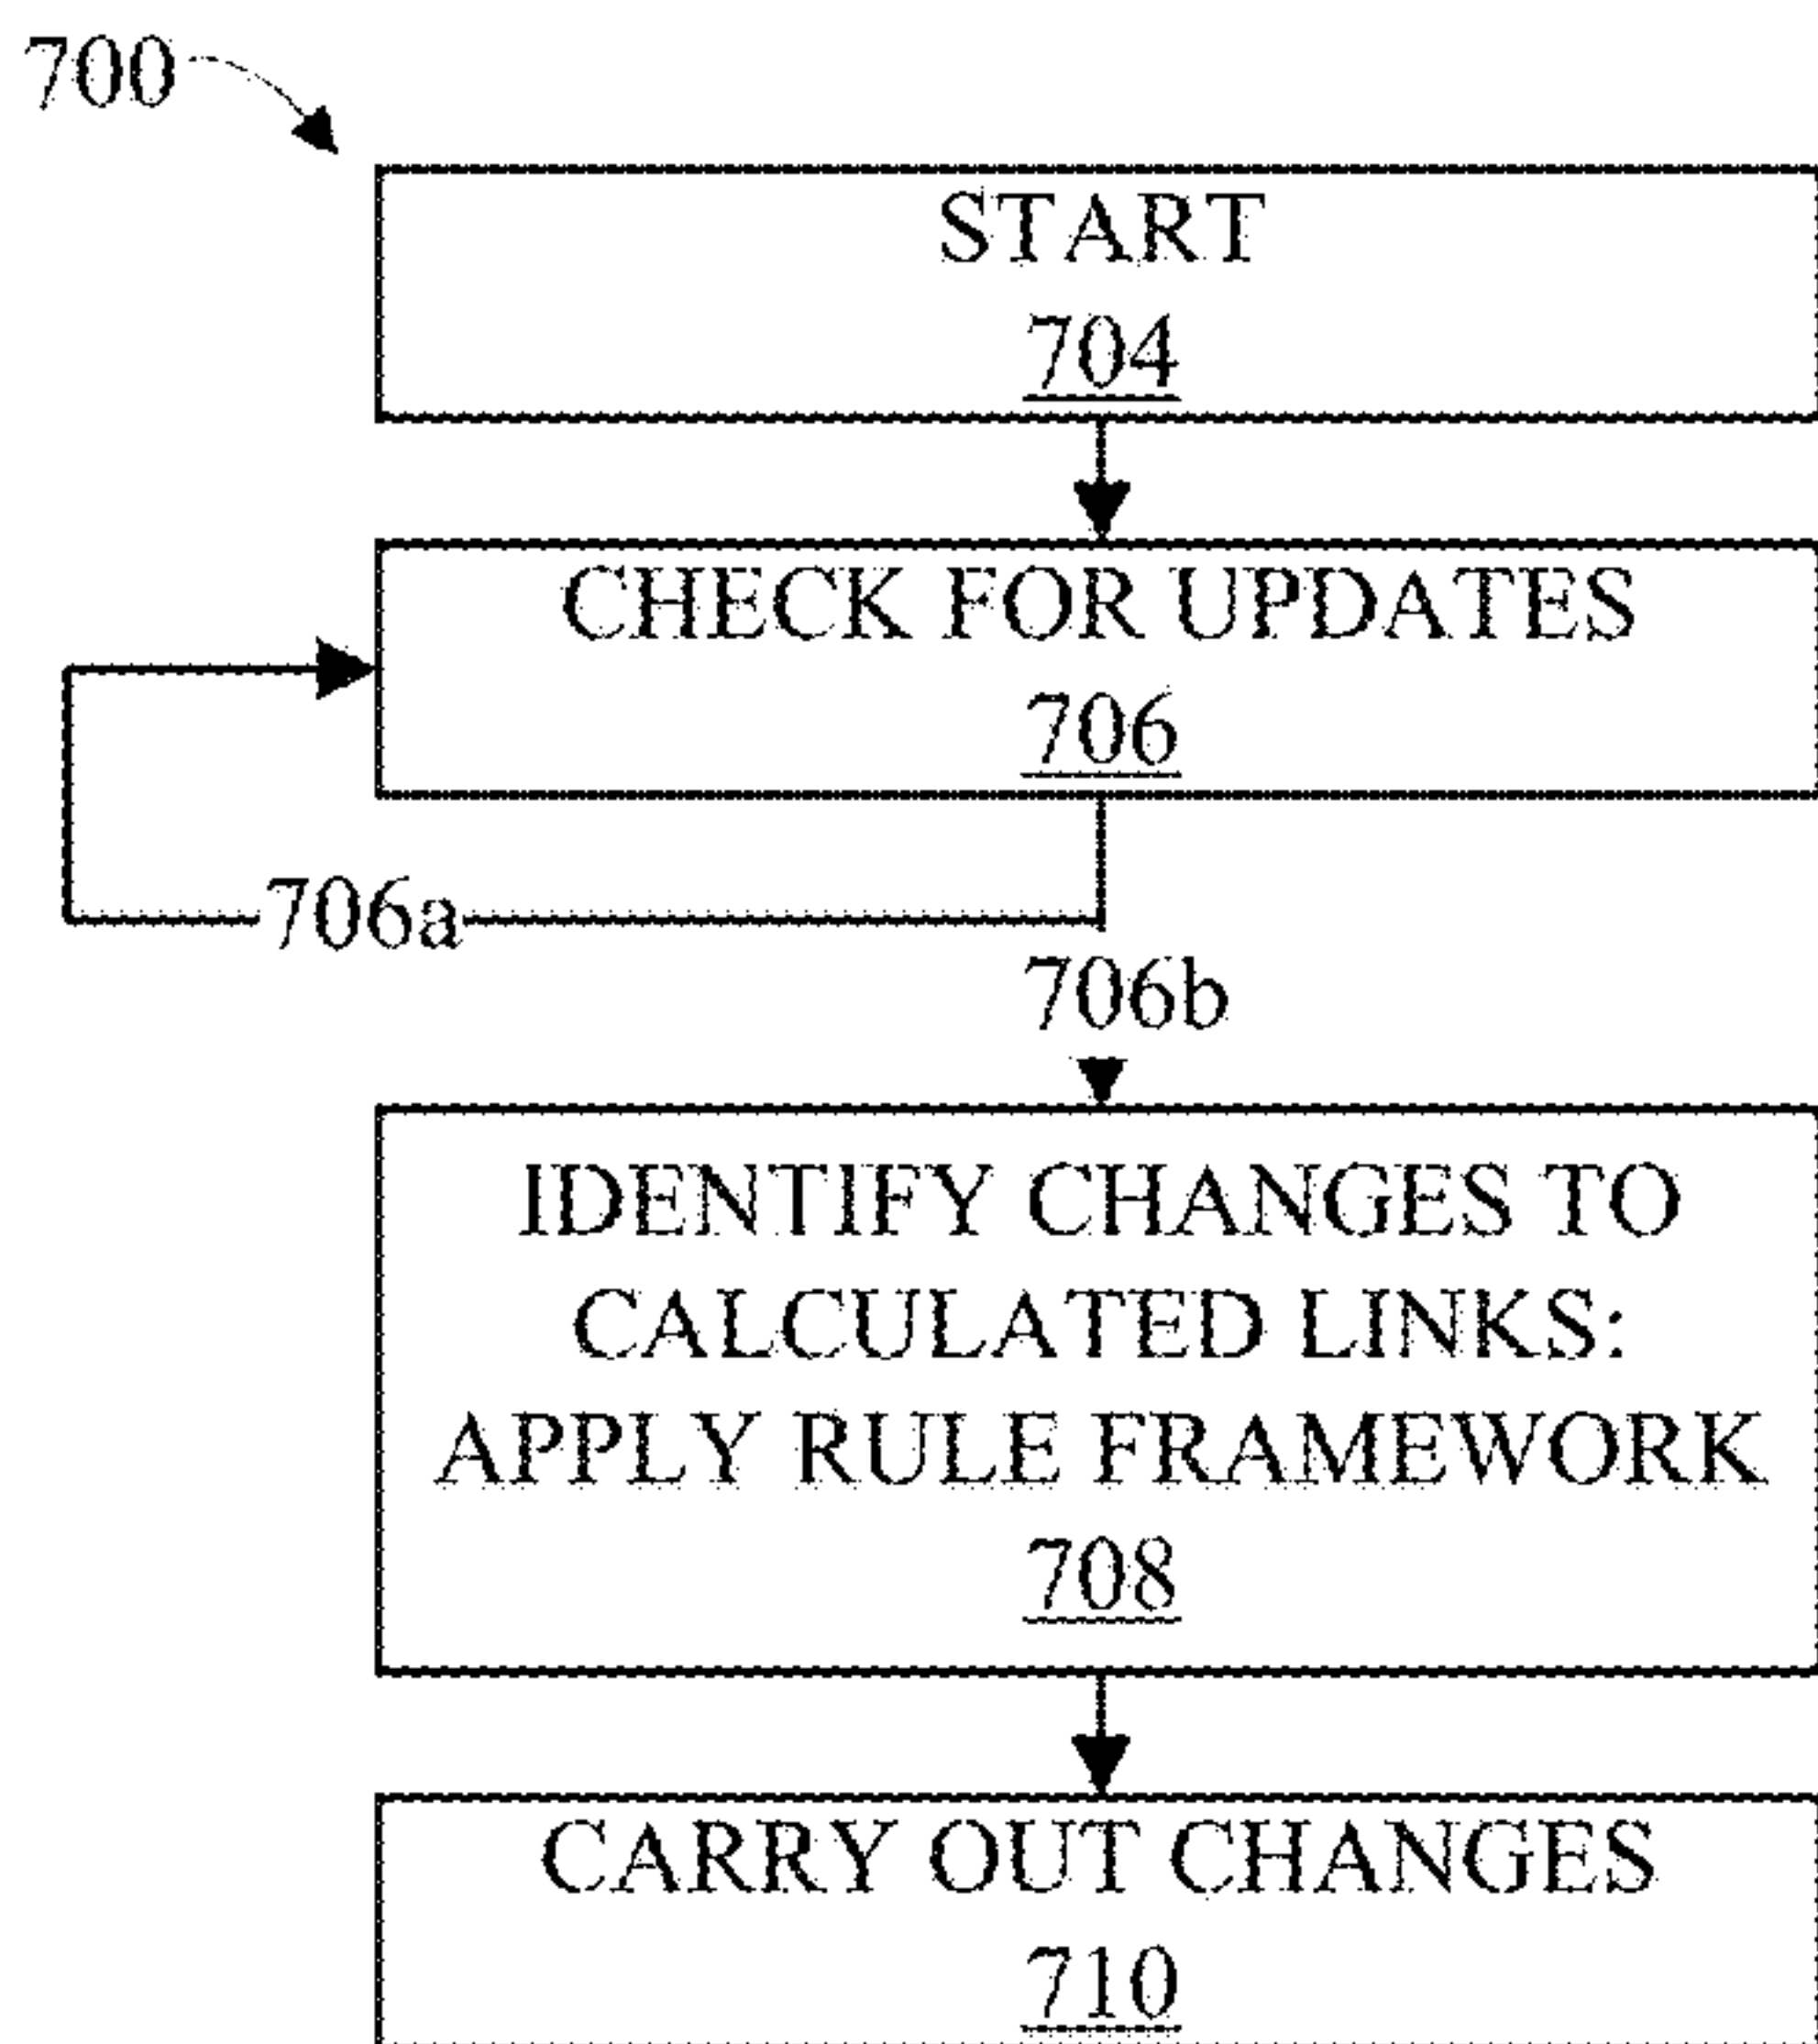 700
START
704
CHECK FOR UPDATES
706
706a
706b
IDENTIFY CHANGES TO
CALCULATED LINKS:
APPLY RULE FRAMEWORK
708
CARRY OUT CHANGES
710